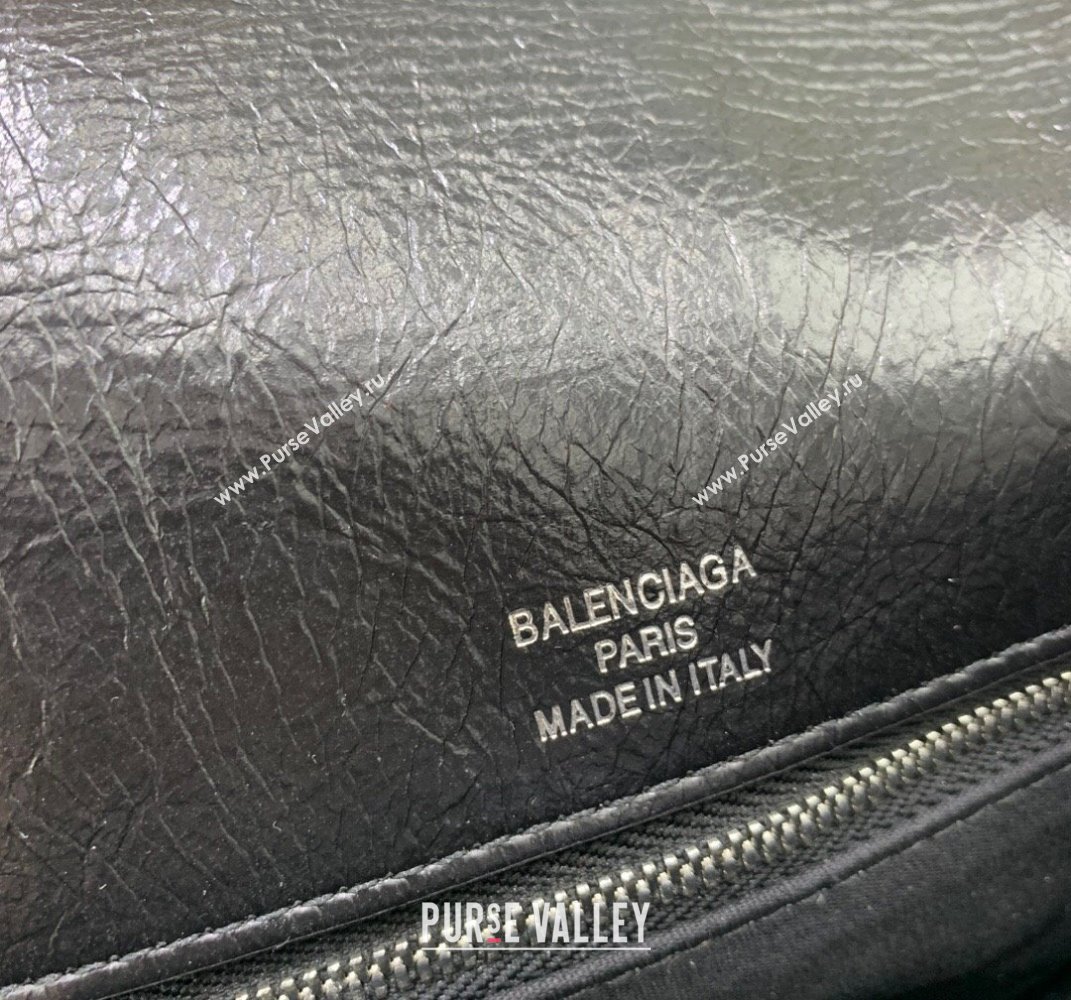 www.PurseValley.ru
www.PurseValley.ru
BALENCIAGA
PARIS
MADE IN ITALY
PURSE VALLEY